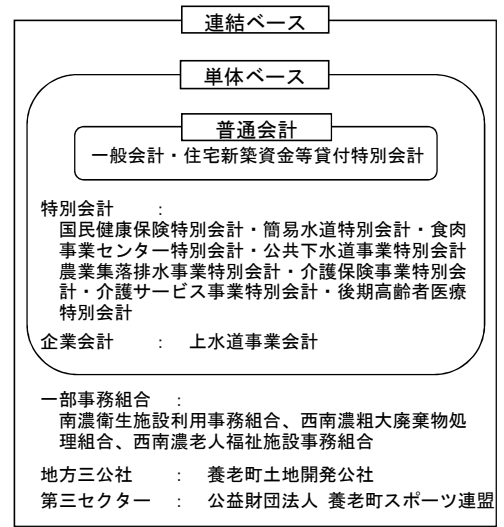 連結ベース
単体ベース
普通会計
一般会計・住宅新築資金等貸付特別会計
特別会計 :
国民健康保険特別会計・簡易水道特別会計・食肉
事業センター特別会計・公共下水道事業特別会計
農業集落排水事業特別会計・介護保険事業特別会
計・介護サービス事業特別会計・後期高齢者医療
特別会計
企業会計 : 上水道事業会計
一部事務組合 :
南濃衛生施設利用事務組合、西南濃粗大廃棄物処
理組合、西南濃老人福祉施設事務組合
地方三公社 : 養老町土地開発公社
第三セクター : 公益財団法人 養老町スポーツ連盟